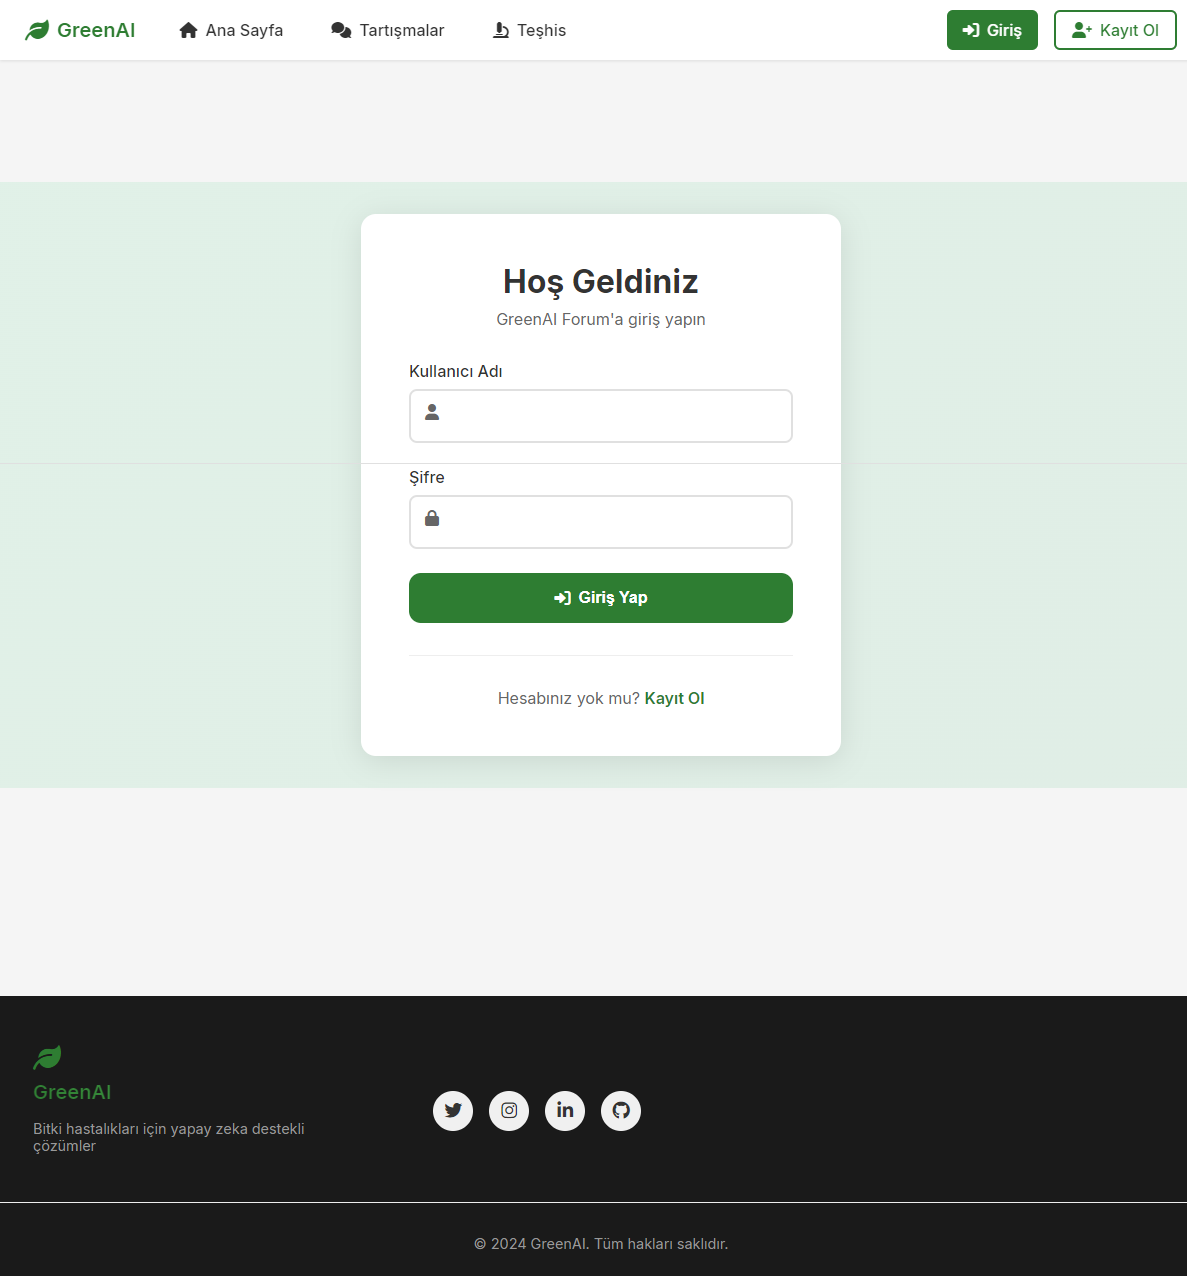 GreenAI
Ana Sayfa
Tartışmalar
Teşhis
Giriş
Kayıt Ol
Hoş Geldiniz
GreenAI Forum'a giriş yapın
Kullanıcı Adı
Şifre
Giriş Yap
Hesabınız yok mu? Kayıt Ol
GreenAI
Bitki hastalıkları için yapay zeka destekli
çözümler
© 2024 GreenAI. Tüm hakları saklıdır.